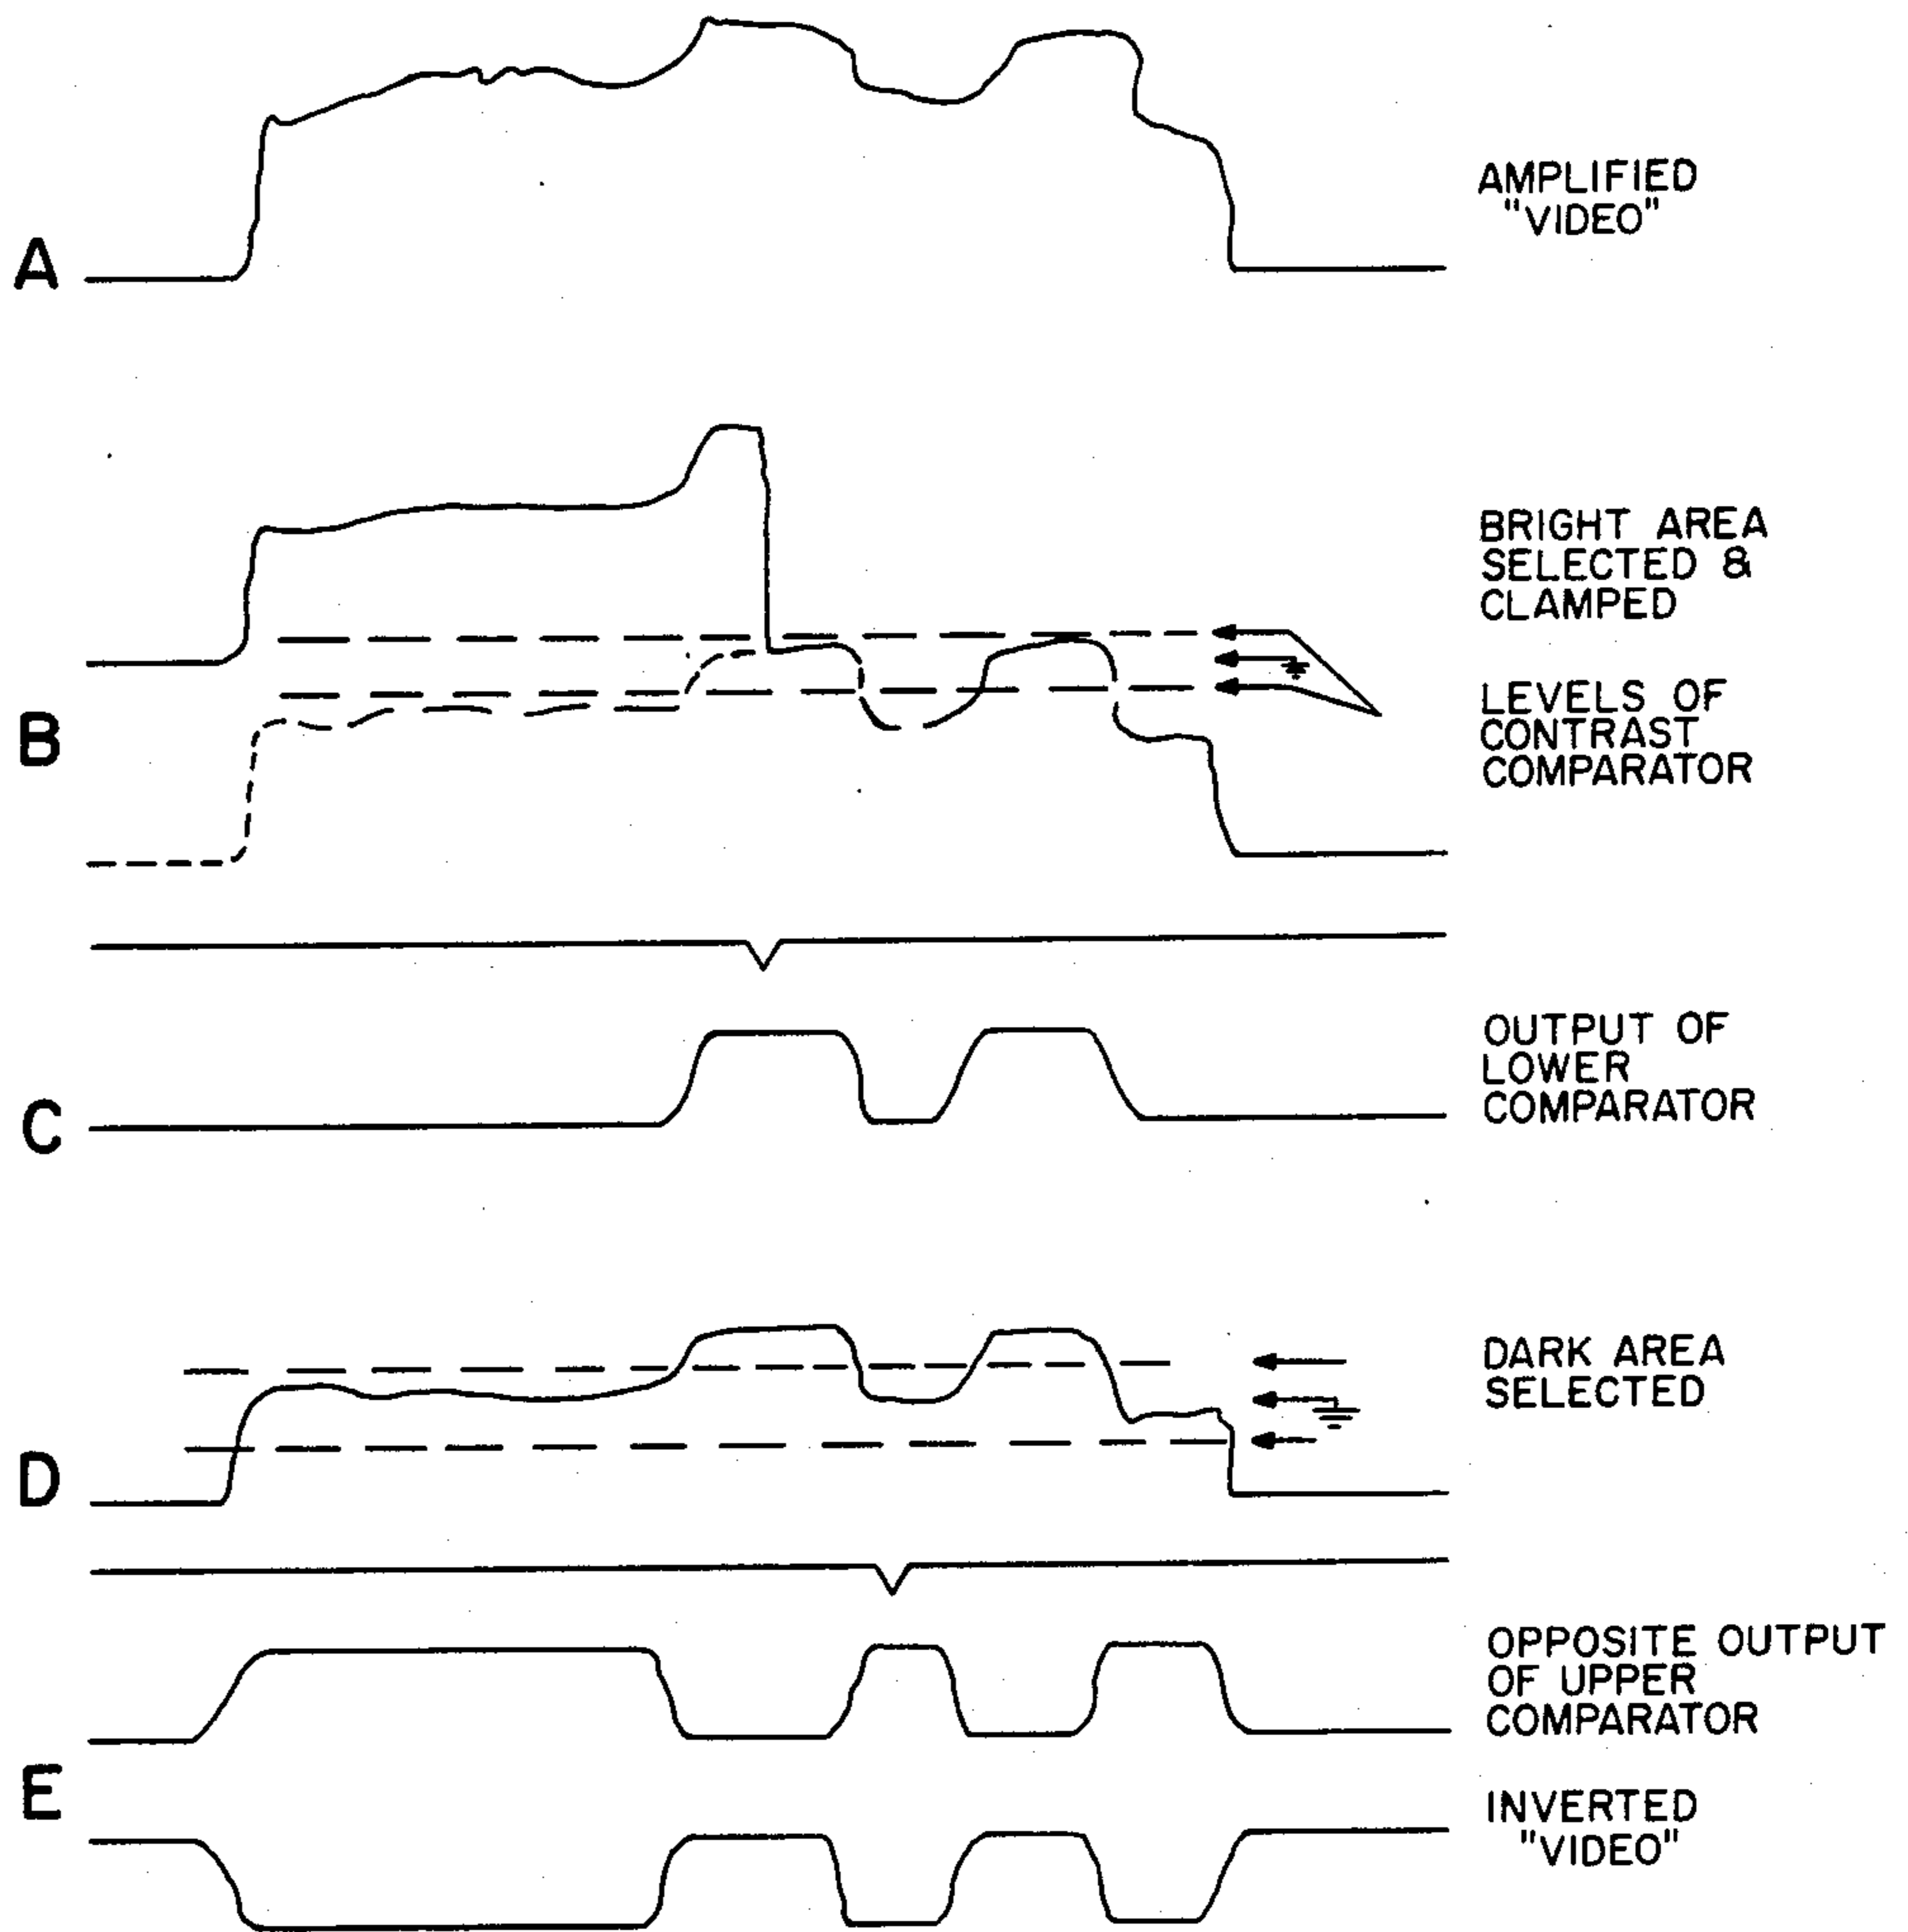 A
AMPLIFIED
"VIDEO"
B
BRIGHT AREA
SELECTED &
CLAMPED
LEVELS OF
CONTRAST
COMPARATOR
C
OUTPUT OF
LOWER
COMPARATOR
D
DARK AREA
SELECTED
E
OPPOSITE OUTPUT
OF UPPER
COMPARATOR
INVERTED
"VIDEO"